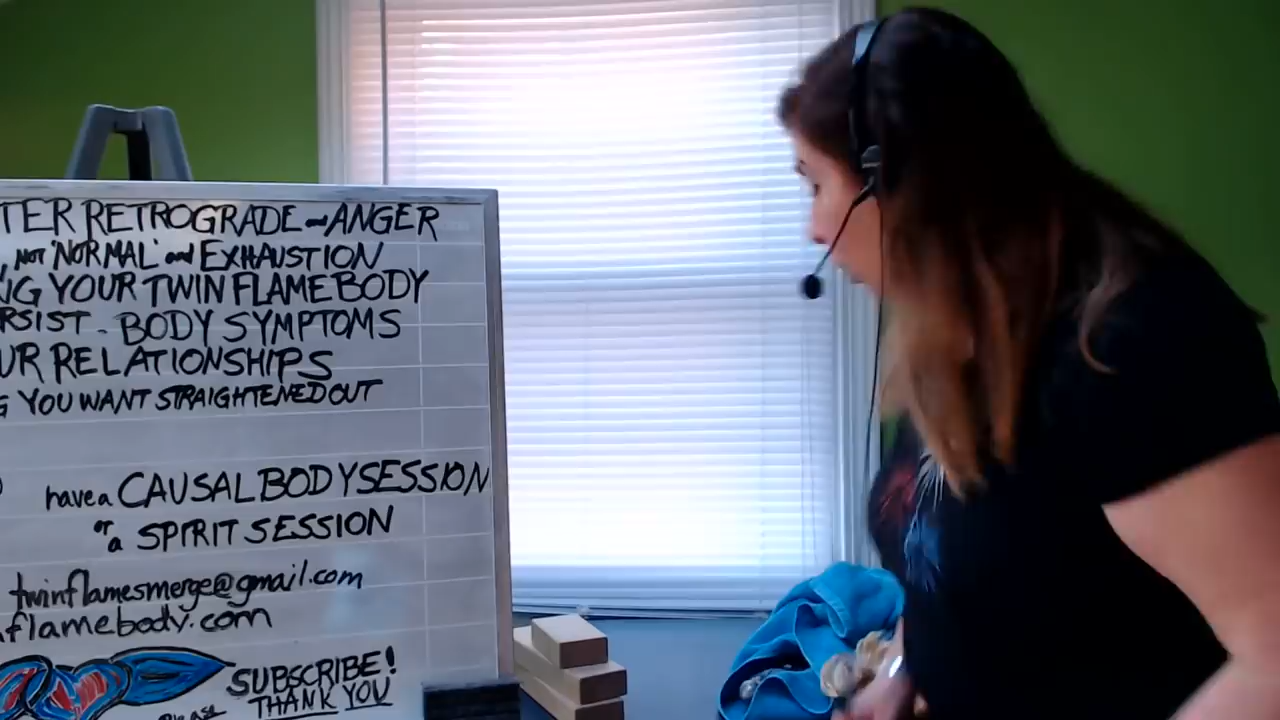 TER RETROGRADE - ANGER
NOT 'NORMAL' and EXHAUSTION
NG YOUR TWIN FLAME BODY
RSIST - BODY SYMPTOMS
UR RELATIONSHIPS
G YOU WANT STRAIGHTENED OUT
have a CAUSAL BODY SESSION
or a SPIRIT SESSION
twinflamesmerge@gmail.com
flamebody.com
Please SUBSCRIBE!
THANK YOU